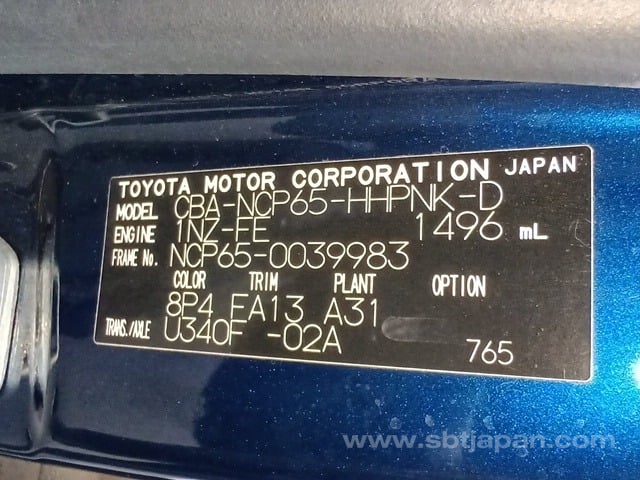 TOYOTA MOTOR CORPORATION JAPAN
MODEL CBA-NCP65-HHPNK-D
ENGINE 1NZ-FE 1496 mL
FRAME No. NCP65-0039983
COLOR TRIM PLANT OPTION
8P4 FA13 A31
TRANS./AXLE U340F -02A
765
www.sbtjapan.com